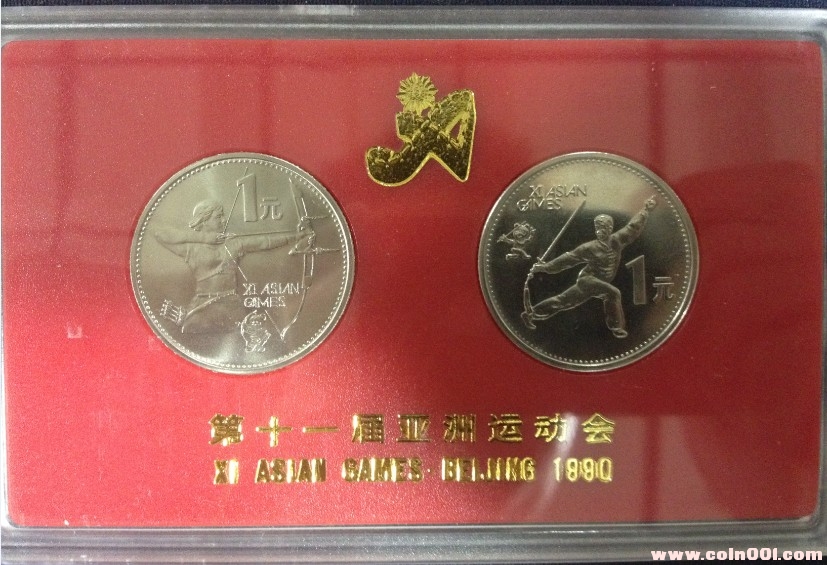 1元
XI ASIAN
GAMES
XI ASIAN
GAMES
1元
第十一届亚洲运动会
XI ASIAN GAMES·BEIJING 1990
www.coin001.com